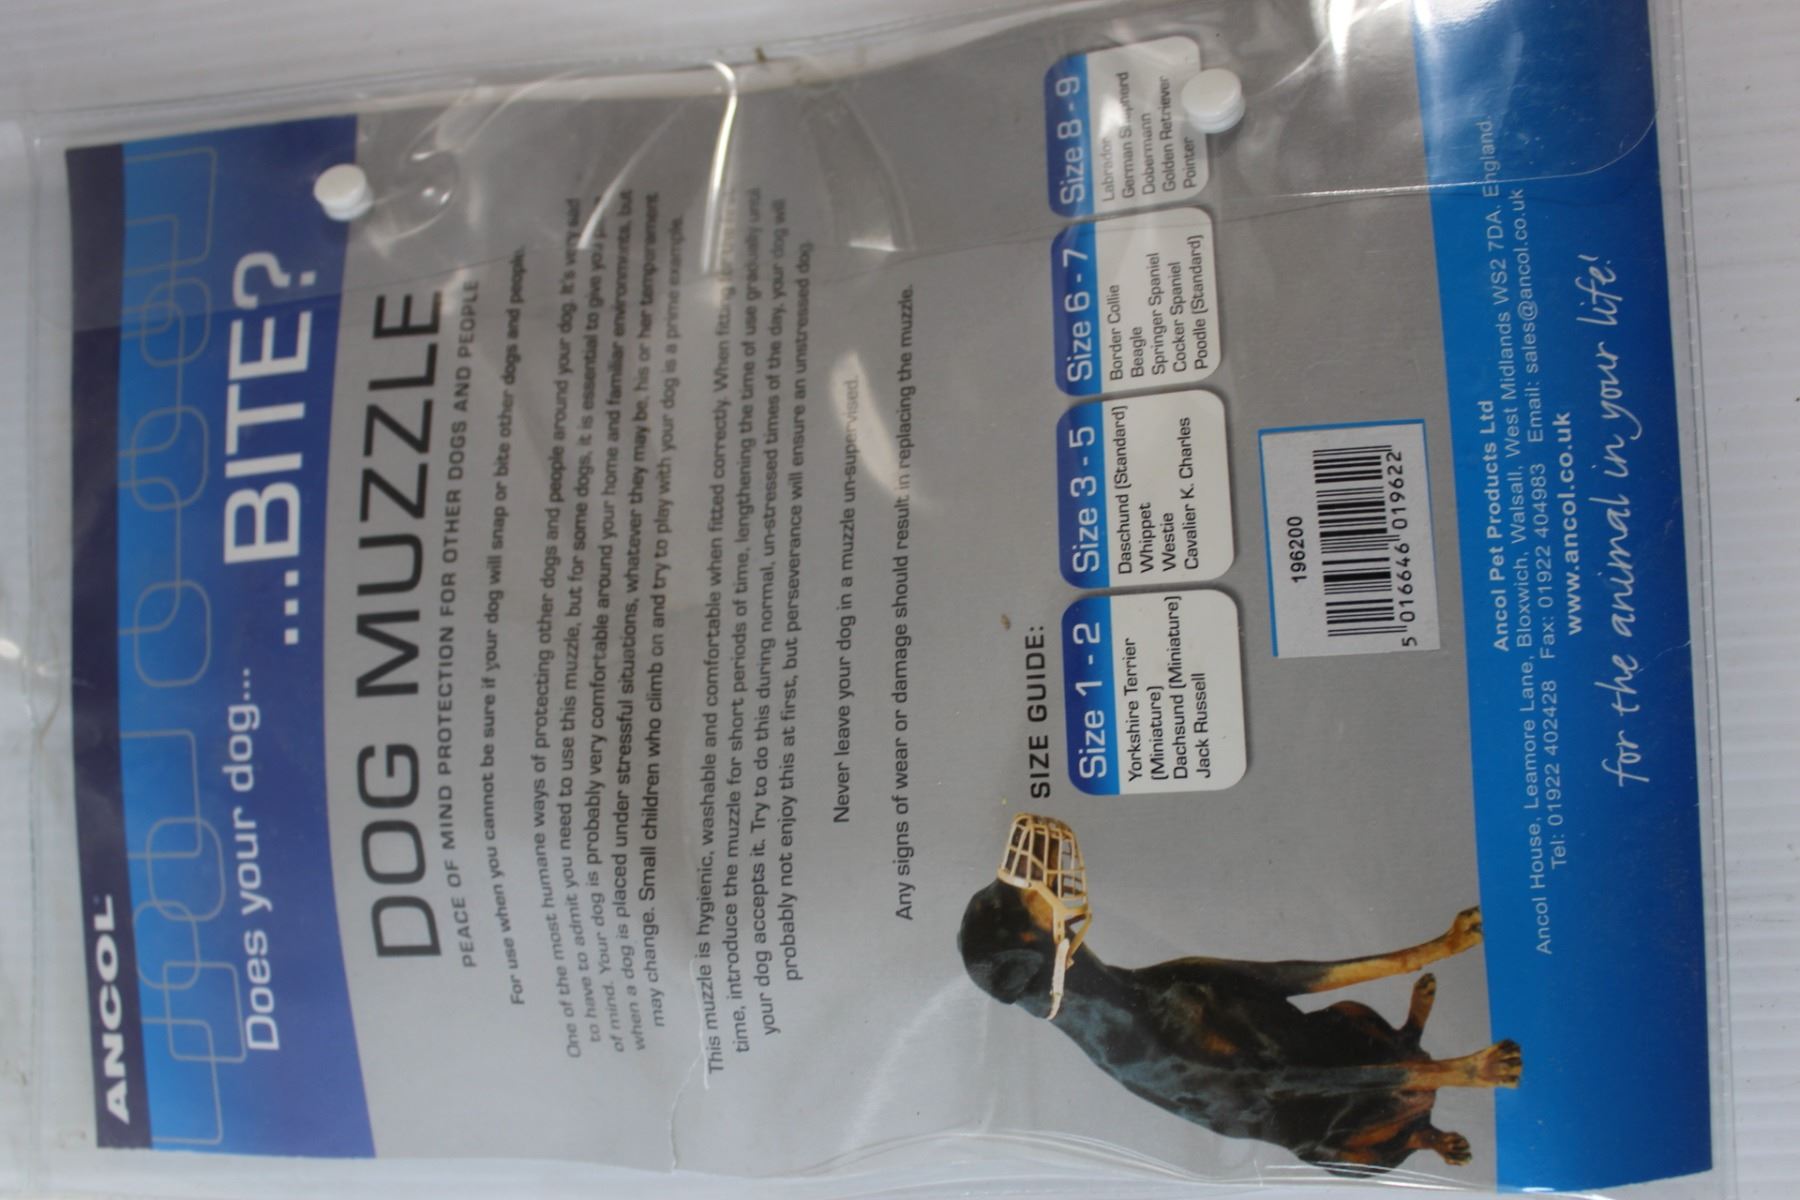 ANCOL
Does your dog...
...BITE?
DOG MUZZLE
PEACE OF MIND PROTECTION FOR OTHER DOGS AND PEOPLE
For use when you cannot be sure if your dog will snap or bite other dogs and people.
One of the most humane ways of protecting other dogs and people around your dog. It's very sad
to have to admit you need to use this muzzle, but for some dogs, it is essential to give you
of mind. Your dog is probably very comfortable around your home and familiar environments, but
when a dog is placed under stressful situations, whatever they may be, his or her temperament
may change. Small children who climb on and try to play with your dog is a prime example.
This muzzle is hygienic, washable and comfortable when fitted correctly. When fitting
time, introduce the muzzle for short periods of time, lengthening the time of use gradually until
your dog accepts it. Try to do this during normal, un-stressed times of the day, your dog will
probably not enjoy this at first, but perseverance will ensure an unstressed dog.
Never leave your dog in a muzzle un-supervised.
Any signs of wear or damage should result in replacing the muzzle.
SIZE GUIDE:
Size 1 - 2
Yorkshire Terrier
(Miniature)
Dachsund (Miniature)
Jack Russell
Size 3 - 5
Daschund (Standard)
Whippet
Westie
Cavalier K. Charles
Size 6 - 7
Border Collie
Beagle
Springer Spaniel
Cocker Spaniel
Poodle (Standard)
Size 8 - 9
Labrador
German Shepherd
Dobermann
Golden Retriever
Pointer
196200
5 016646 019622
Ancol Pet Products Ltd
Ancol House, Leamore Lane, Bloxwich, Walsall, West Midlands WS2 7DA. England.
Tel: 01922 402428 Fax: 01922 404983 Email: sales@ancol.co.uk
www.ancol.co.uk
for the animal in your life!